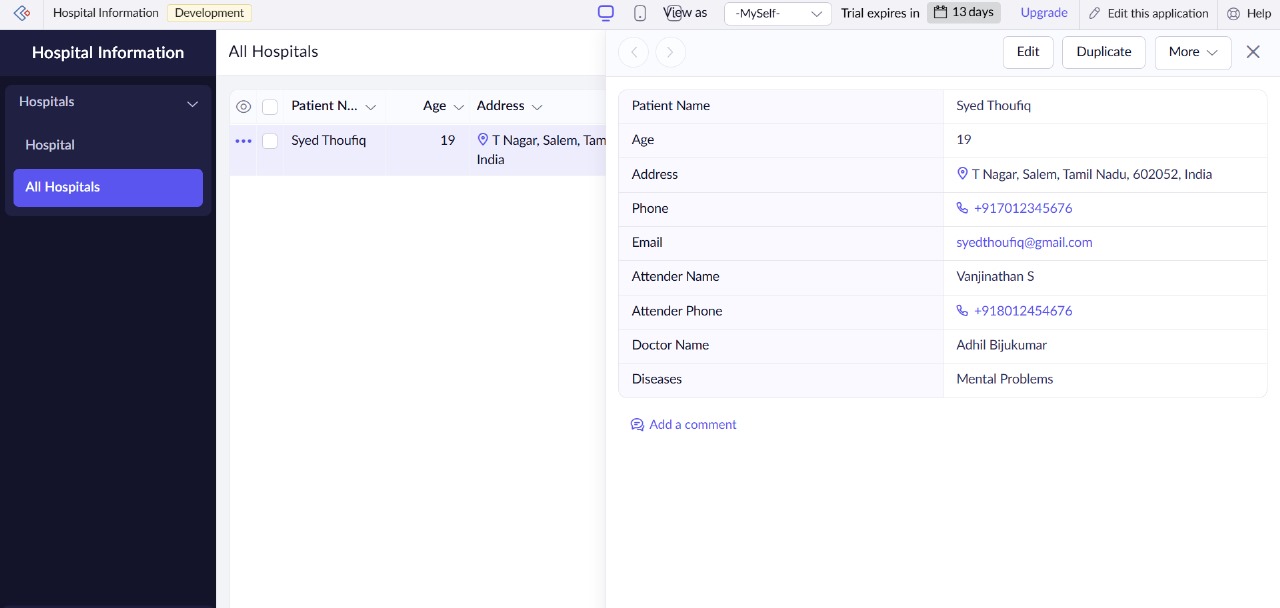 Hospital Information Development View as -MySelf- Trial expires in 13 days Upgrade Edit this application Help
Hospital Information
Hospitals
Hospital
All Hospitals
All Hospitals
Patient N... Age Address
Syed Thoufiq 19 T Nagar, Salem, Tam
India
Edit Duplicate More
Patient Name Syed Thoufiq
Age 19
Address T Nagar, Salem, Tamil Nadu, 602052, India
Phone +917012345676
Email syedthoufiq@gmail.com
Attender Name Vanjinathan S
Attender Phone +918012454676
Doctor Name Adhil Bijukumar
Diseases Mental Problems
Add a comment